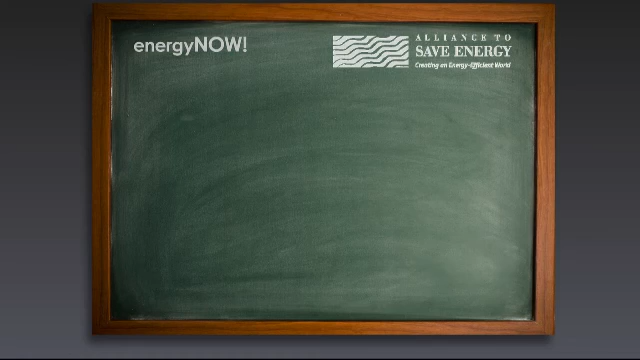 energyNOW!
ALLIANCE TO
SAVE ENERGY
Creating an Energy-Efficient World